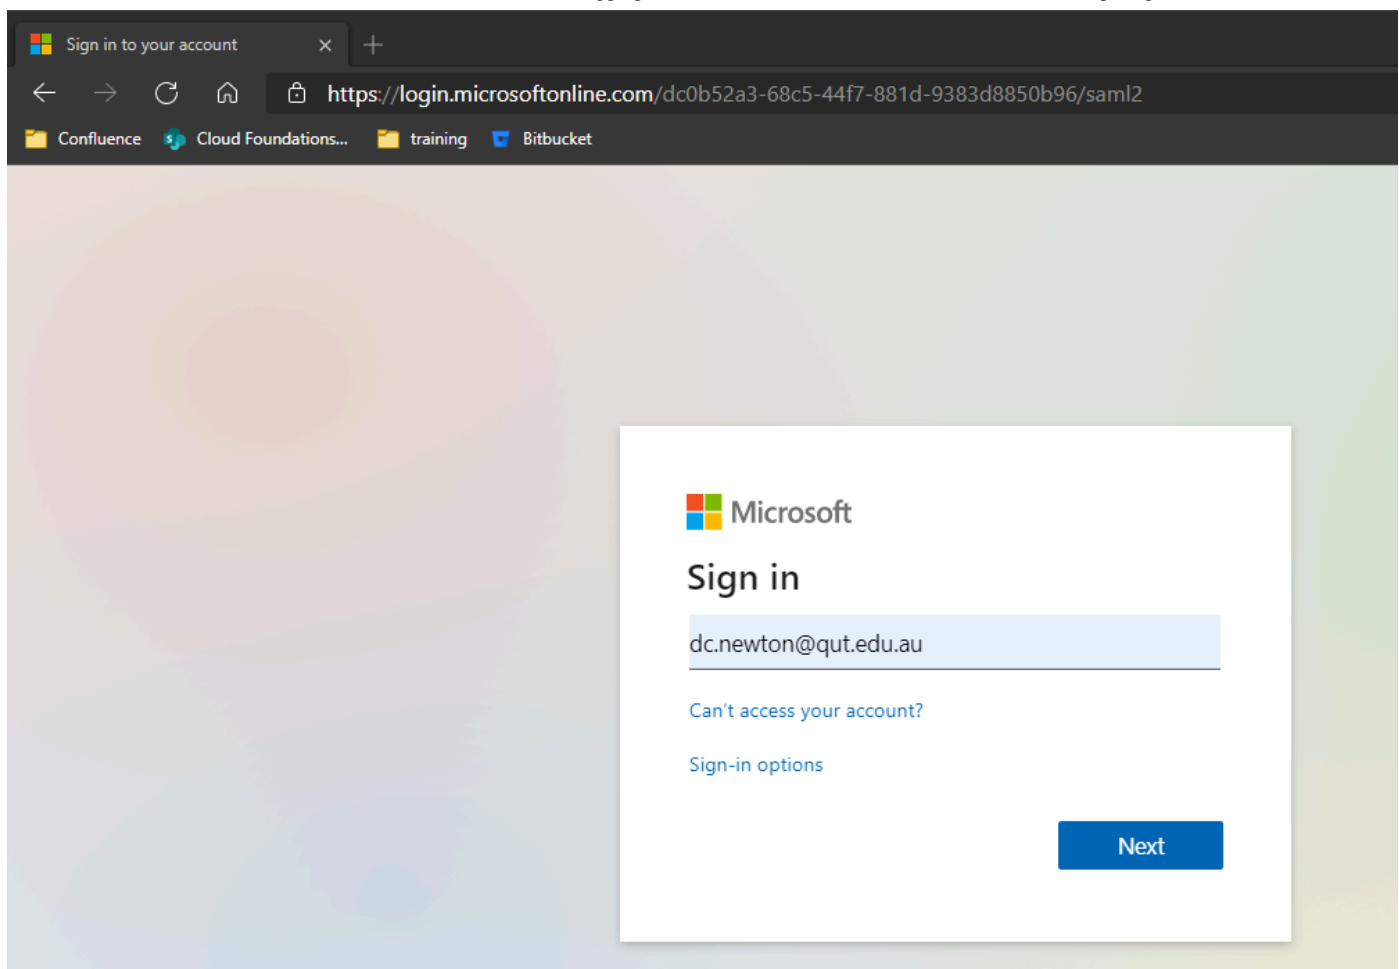 Sign in to your account
https://login.microsoftonline.com/dc0b52a3-68c5-44f7-881d-9383d8850b96/saml2
Confluence Cloud Foundations... training Bitbucket
Microsoft
Sign in
dc.newton@qut.edu.au
Can't access your account?
Sign-in options
Next